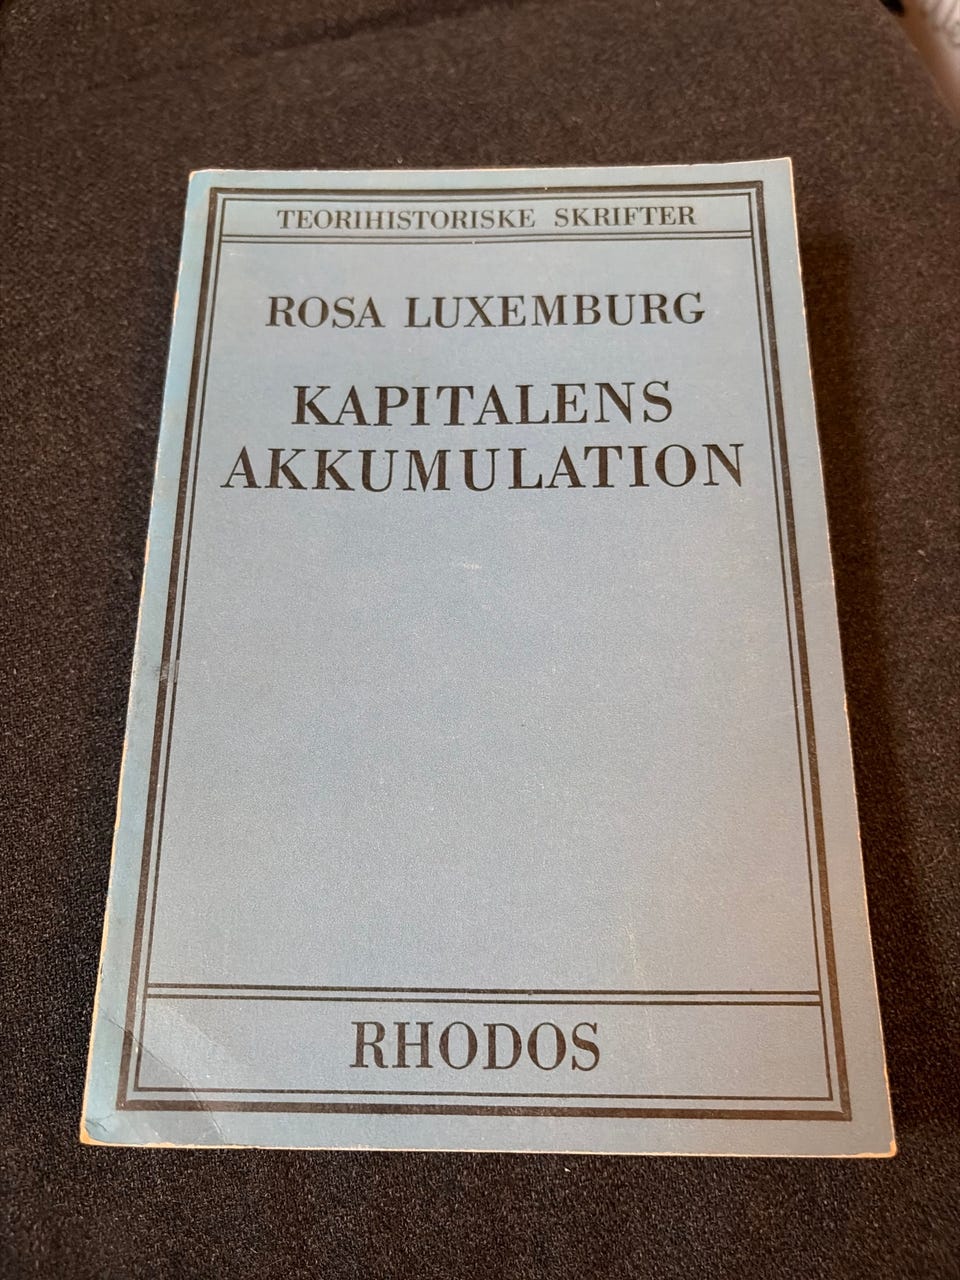 TEORIHISTORISKE SKRIFTER
ROSA LUXEMBURG
KAPITALENS
AKKUMULATION
RHODOS